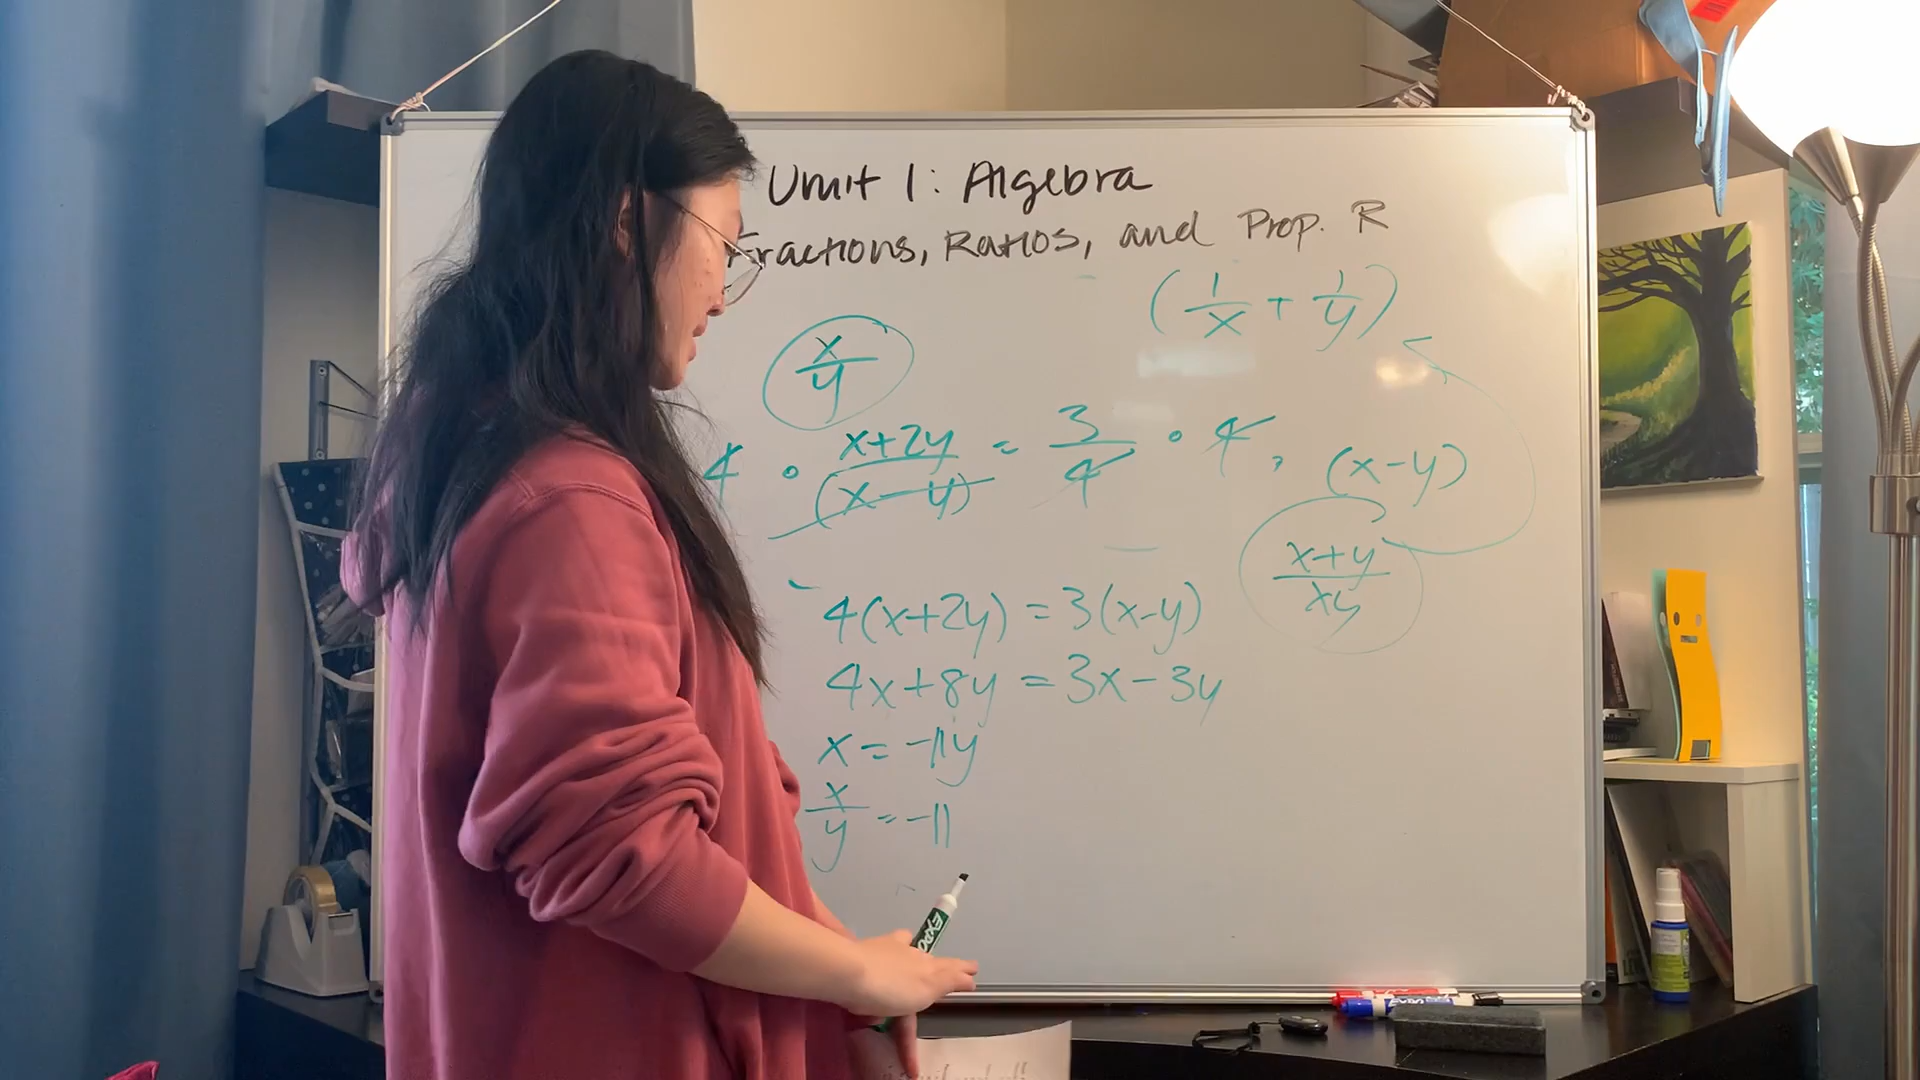 Unit 1: Algebra
Fractions, Ratios, and Prop. R
(1/x + 1/y)
x/y
4 • x+2y/(x-y) = 3/4 • 4, (x-y)
x+y/xy
4(x+2y) = 3(x-y)
4x+8y = 3x-3y
x = -11y
x/y = -11
EXPO